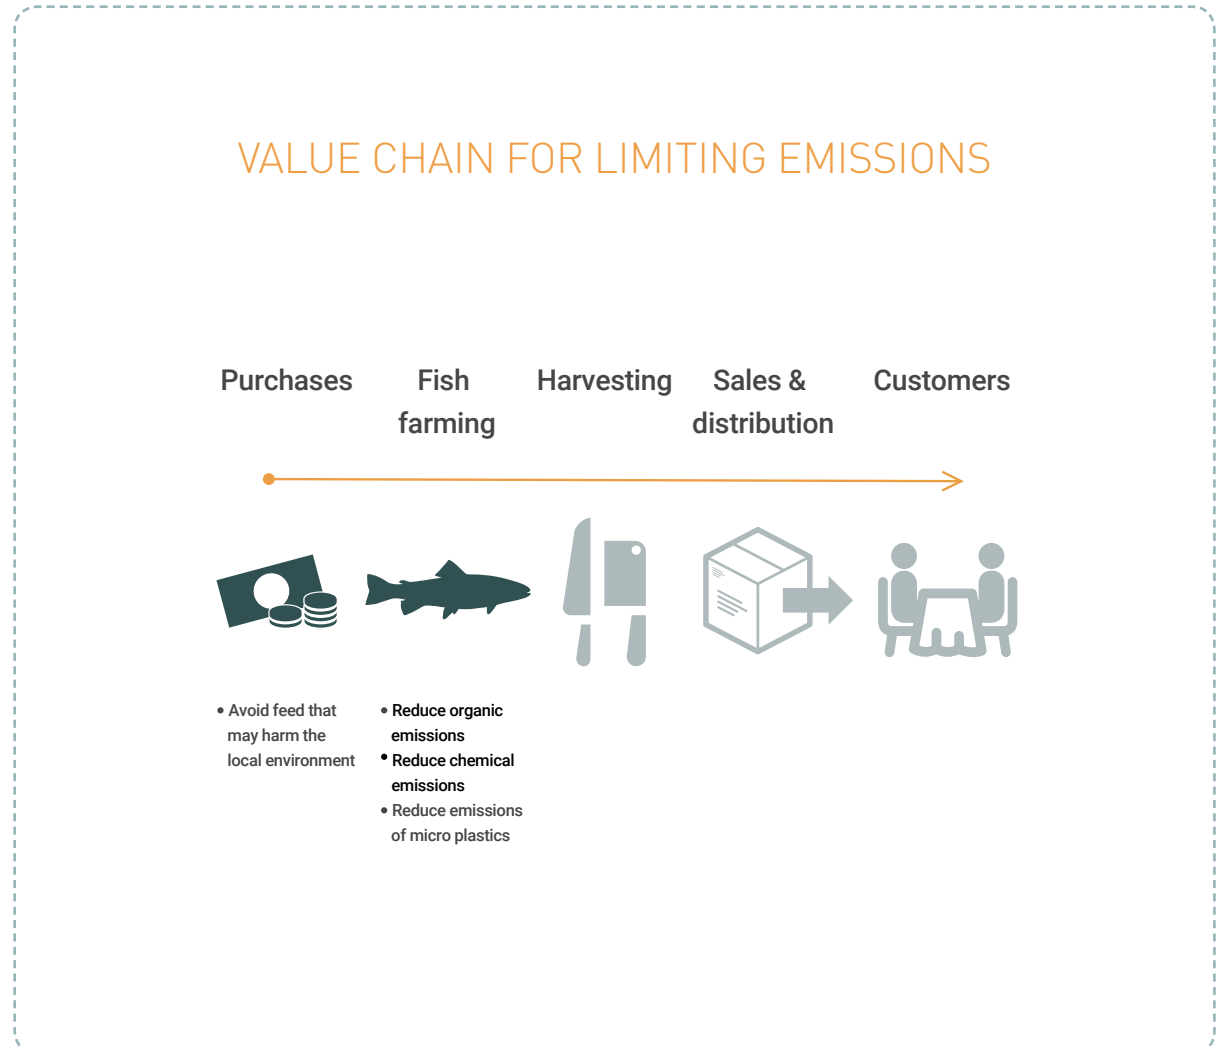 VALUE CHAIN FOR LIMITING EMISSIONS
Purchases
Fish
farming
Harvesting
Sales &
distribution
Customers
• Avoid feed that
may harm the
local environment
• Reduce organic
emissions
• Reduce chemical
emissions
• Reduce emissions
of micro plastics